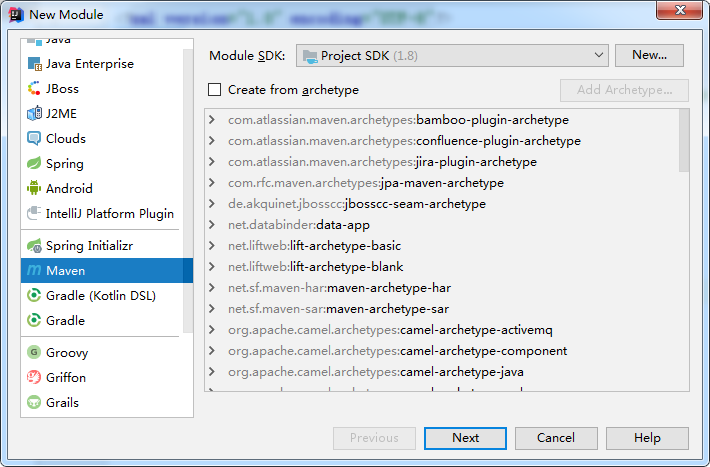 New Module
Java
Java Enterprise
JBoss
J2ME
Clouds
Spring
Android
IntelliJ Platform Plugin
Spring Initializr
Maven
Gradle (Kotlin DSL)
Gradle
Groovy
Griffon
Grails
Module SDK: Project SDK (1.8) New...
Create from archetype Add Archetype...
com.atlassian.maven.archetypes:bamboo-plugin-archetype
com.atlassian.maven.archetypes:confluence-plugin-archetype
com.atlassian.maven.archetypes:jira-plugin-archetype
com.rfc.maven.archetypes:jpa-maven-archetype
de.akquinet.jbosscc:jbosscc-seam-archetype
net.databinder:data-app
net.liftweb:lift-archetype-basic
net.liftweb:lift-archetype-blank
net.sf.maven-har:maven-archetype-har
net.sf.maven-sar:maven-archetype-sar
org.apache.camel.archetypes:camel-archetype-activemq
org.apache.camel.archetypes:camel-archetype-component
org.apache.camel.archetypes:camel-archetype-java
Previous Next Cancel Help